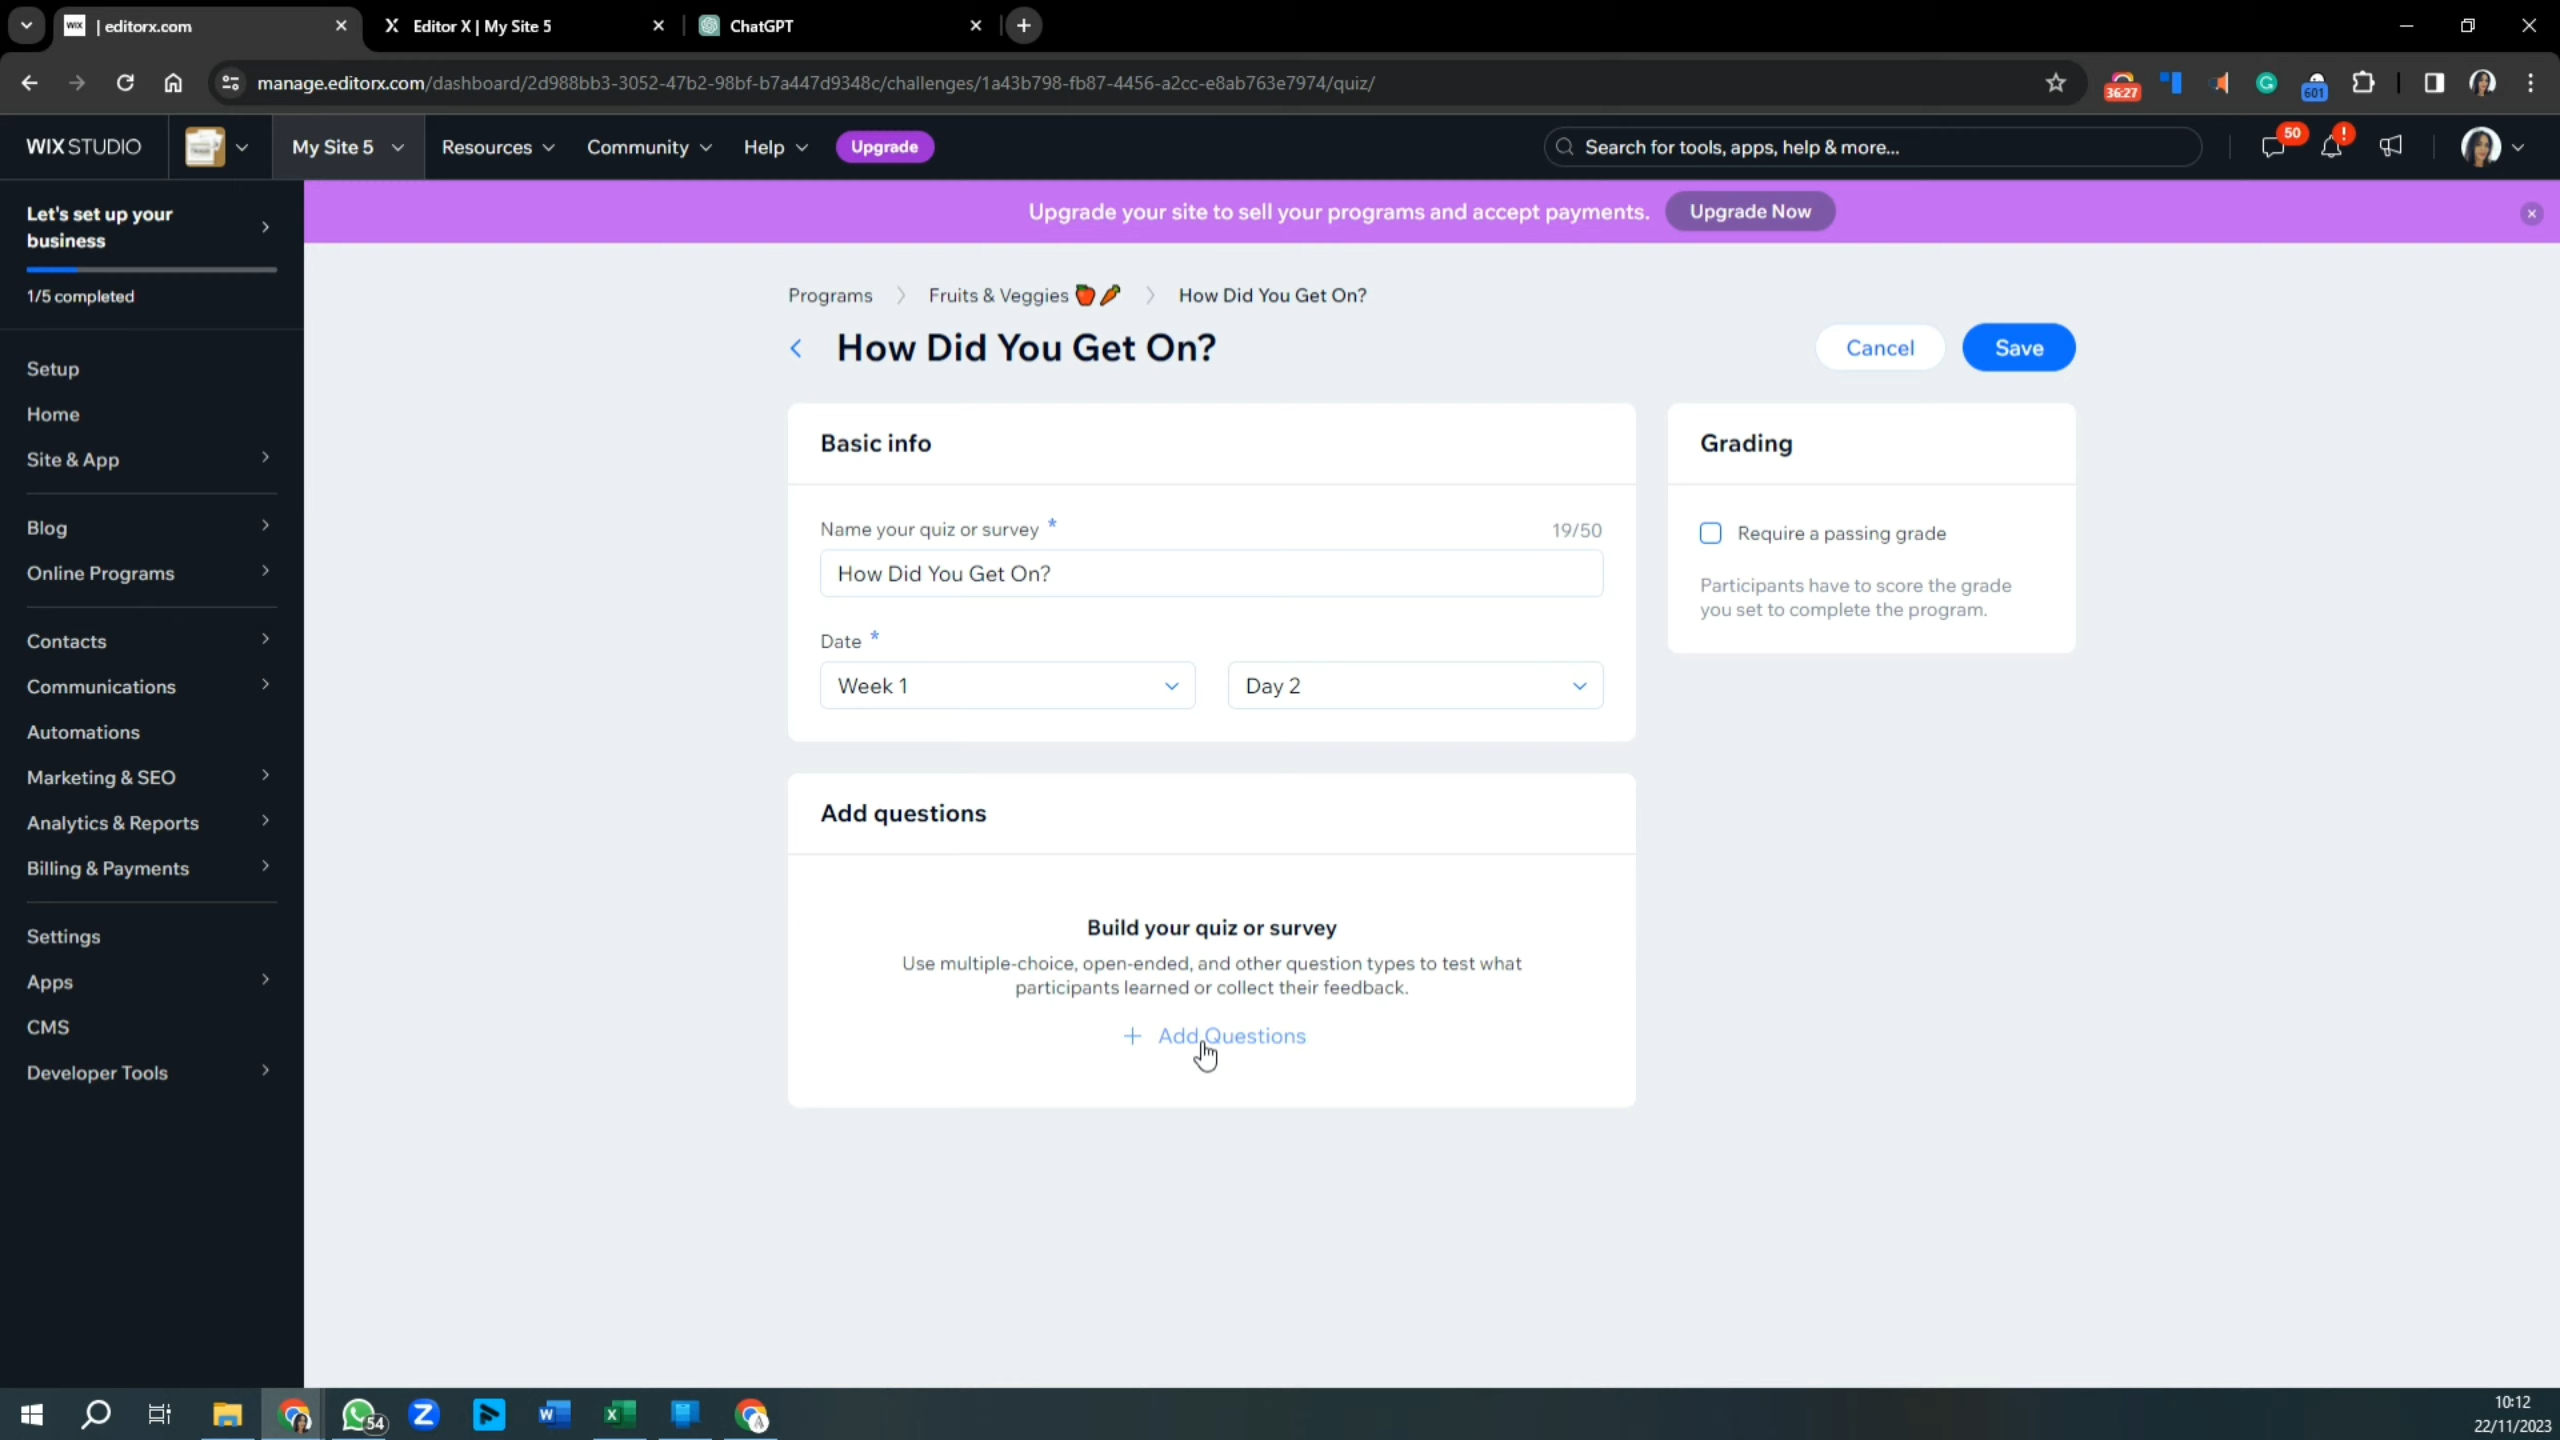 | editorx.com
Editor X | My Site 5
ChatGPT
manage.editorx.com/dashboard/2d988bb3-3052-47b2-98bf-b7a447d9348c/challenges/1a43b798-fb87-4456-a2cc-e8ab763e7974/quiz/
36:27
601
WIX STUDIO
My Site 5
Resources
Community
Help
Upgrade
Search for tools, apps, help & more...
50
Let's set up your
business
1/5 completed
Setup
Home
Site & App
Blog
Online Programs
Contacts
Communications
Automations
Marketing & SEO
Analytics & Reports
Billing & Payments
Settings
Apps
CMS
Developer Tools
Upgrade your site to sell your programs and accept payments.
Upgrade Now
Programs
Fruits & Veggies 🍎🥕
How Did You Get On?
How Did You Get On?
Cancel
Save
Basic info
Name your quiz or survey *
19/50
How Did You Get On?
Date *
Week 1
Day 2
Grading
Require a passing grade
Participants have to score the grade
you set to complete the program.
Add questions
Build your quiz or survey
Use multiple-choice, open-ended, and other question types to test what
participants learned or collect their feedback.
+ Add Questions
54
10:12
22/11/2023